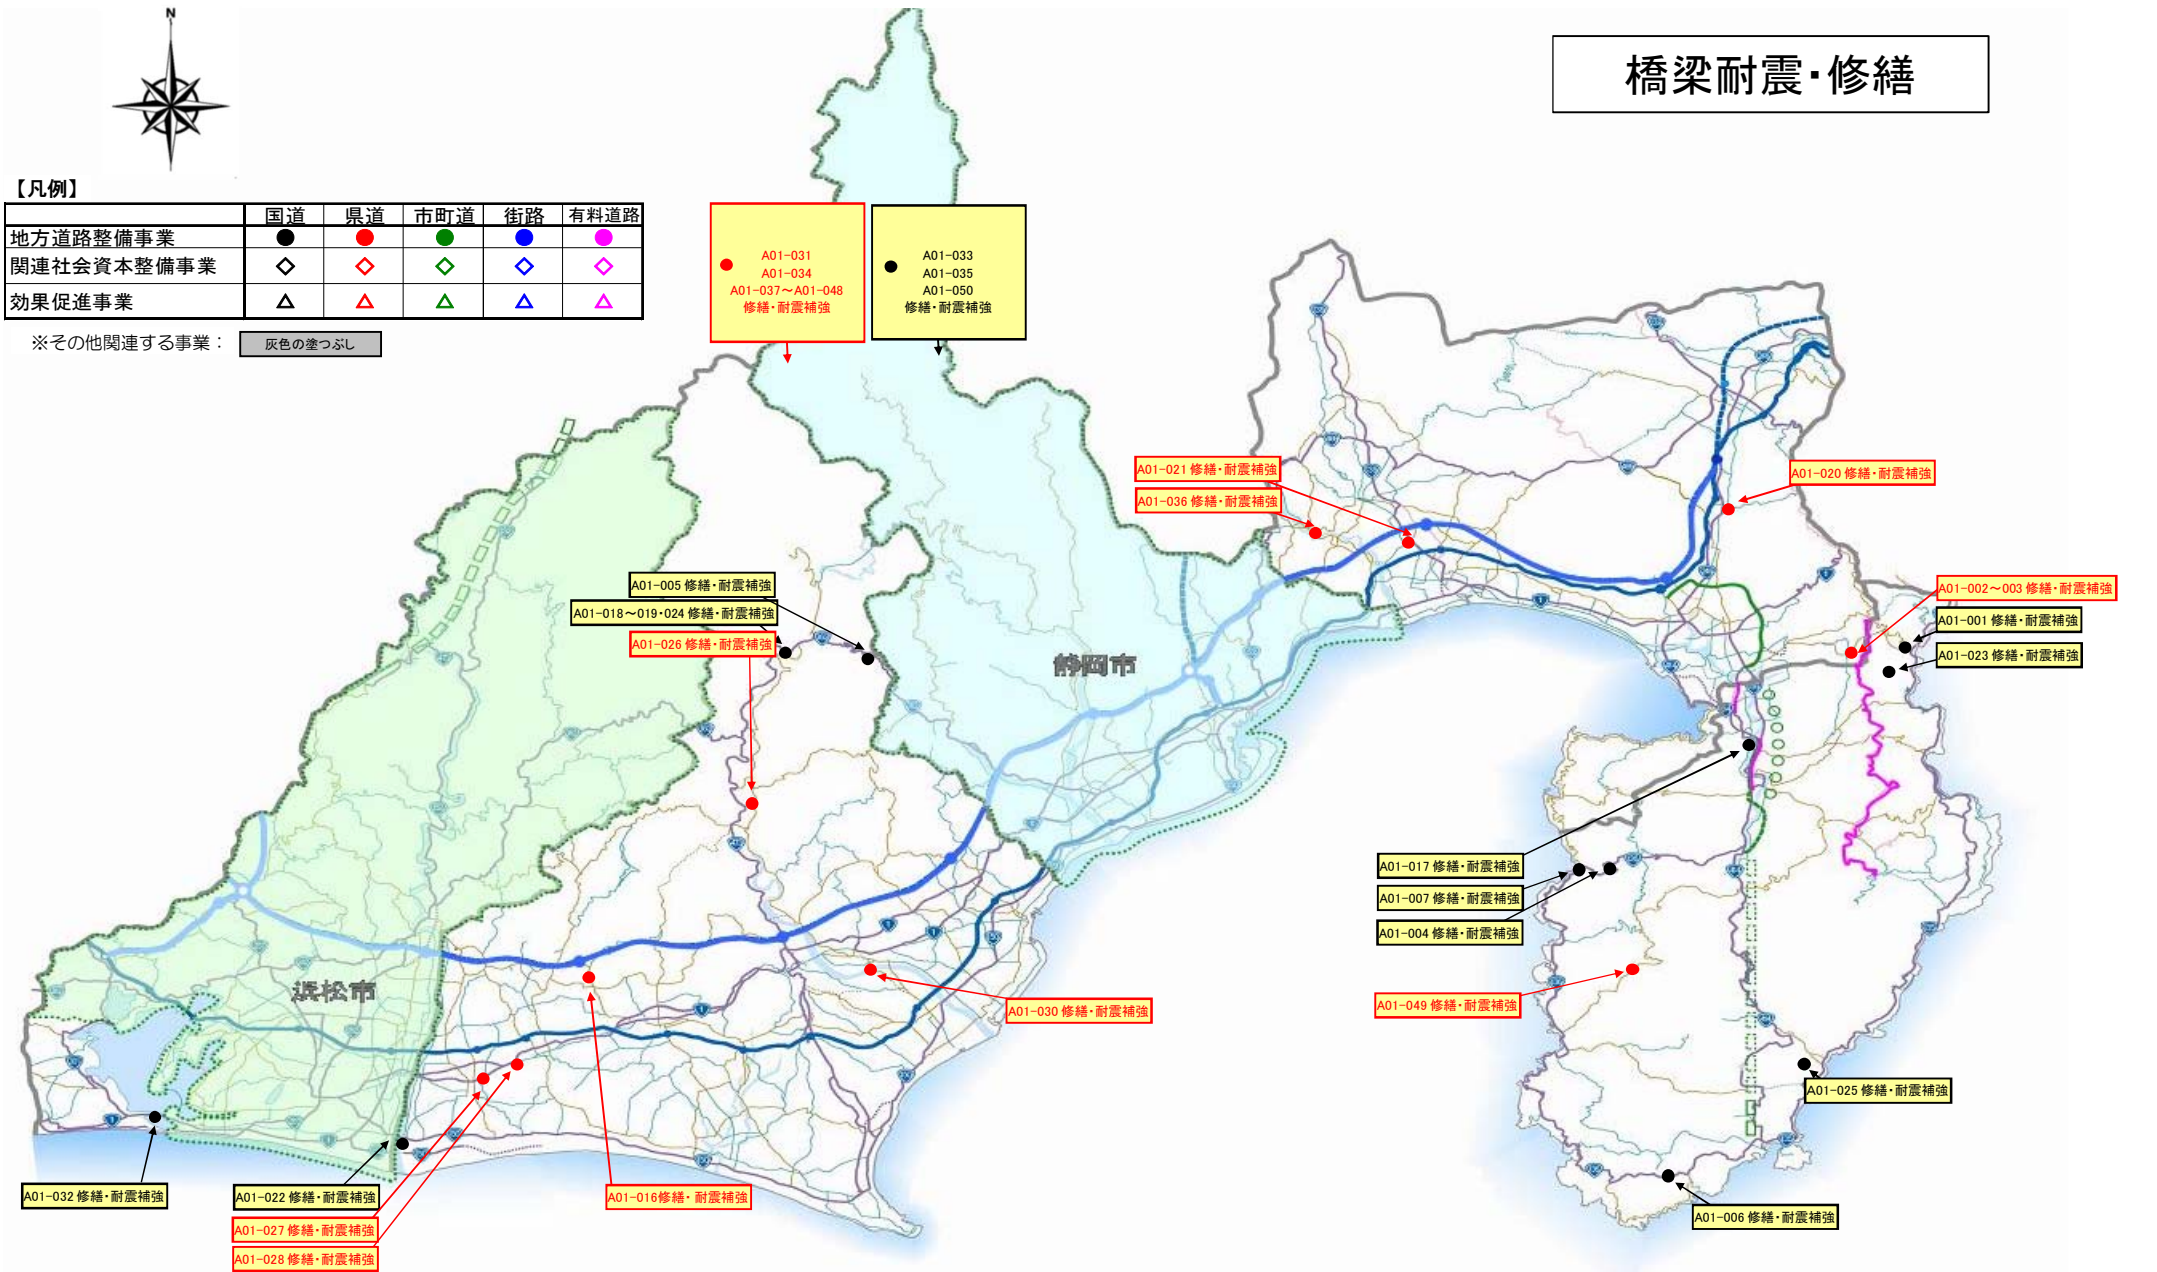 N
橋梁耐震・修繕
【凡例】
国道 県道 市町道 街路 有料道路
地方道路整備事業
関連社会資本整備事業
効果促進事業
※その他関連する事業： 灰色の塗つぶし
A01-031
A01-034
A01-037～A01-048
修繕・耐震補強
A01-033
A01-035
A01-050
修繕・耐震補強
A01-021 修繕・耐震補強
A01-036 修繕・耐震補強
A01-020 修繕・耐震補強
A01-005 修繕・耐震補強
A01-018～019・024 修繕・耐震補強
A01-026 修繕・耐震補強
A01-002～003 修繕・耐震補強
A01-001 修繕・耐震補強
A01-023 修繕・耐震補強
静岡市
A01-017 修繕・耐震補強
A01-007 修繕・耐震補強
A01-004 修繕・耐震補強
浜松市
A01-030 修繕・耐震補強
A01-049 修繕・耐震補強
A01-025 修繕・耐震補強
A01-032 修繕・耐震補強
A01-022 修繕・耐震補強
A01-016修繕・耐震補強
A01-027 修繕・耐震補強
A01-028 修繕・耐震補強
A01-006 修繕・耐震補強